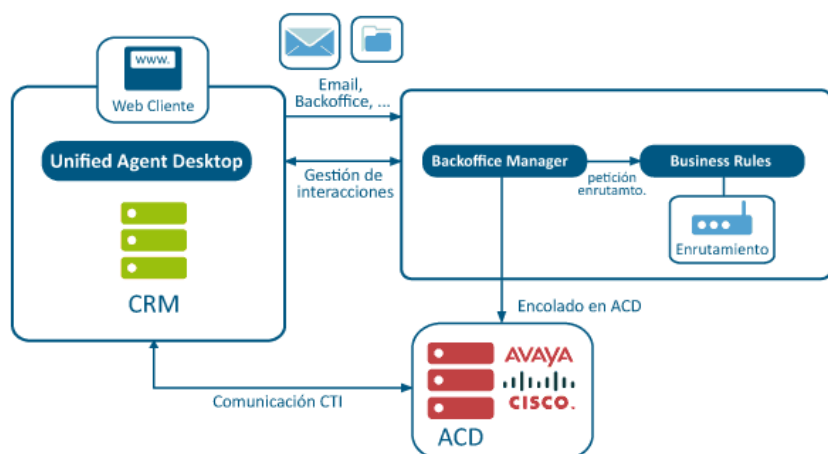 WWW.
Web Cliente
Unified Agent Desktop
CRM
Email,
Backoffice, ...
Gestión de
interacciones
Backoffice Manager
petición
enrutamto.
Business Rules
Enrutamiento
Encolado en ACD
Comunicación CTI
AVAYA
CISCO.
ACD